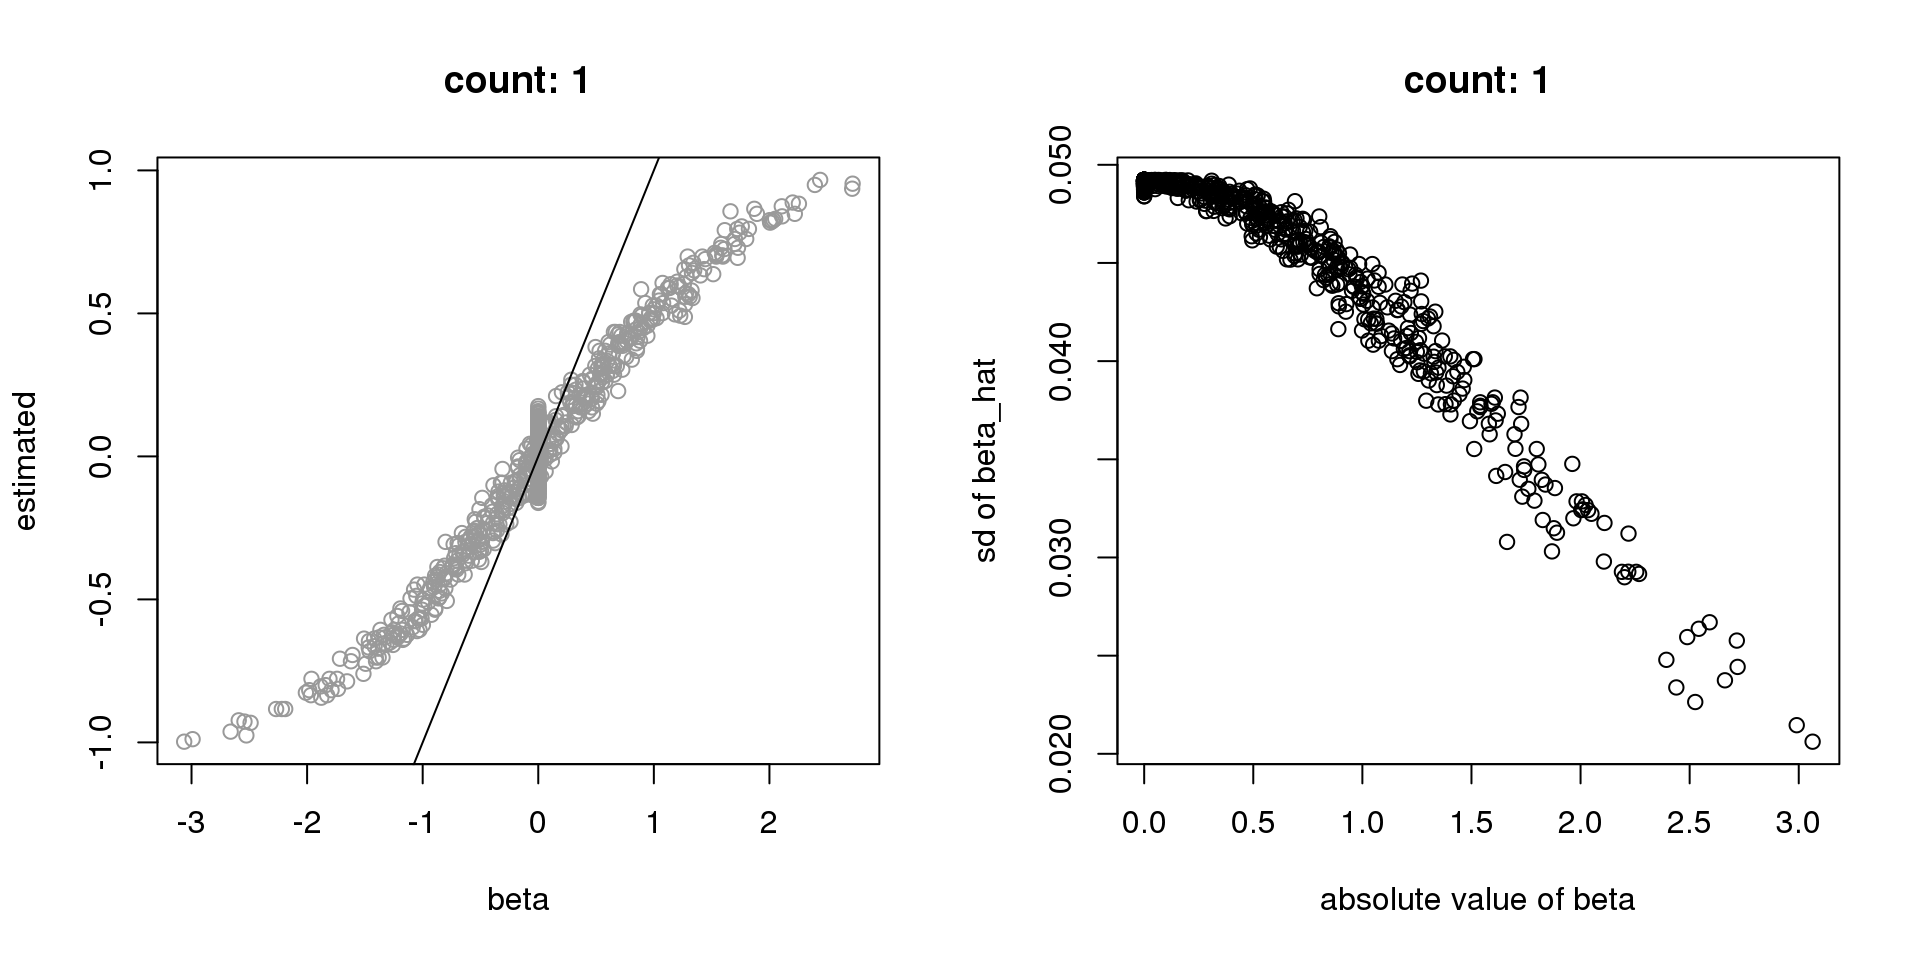 count: 1
1.0
0.5
0.0
-0.5
-1.0
estimated
-3 -2 -1 0 1 2
beta
count: 1
0.050
0.040
0.030
0.020
sd of beta_hat
0.0 0.5 1.0 1.5 2.0 2.5 3.0
absolute value of beta